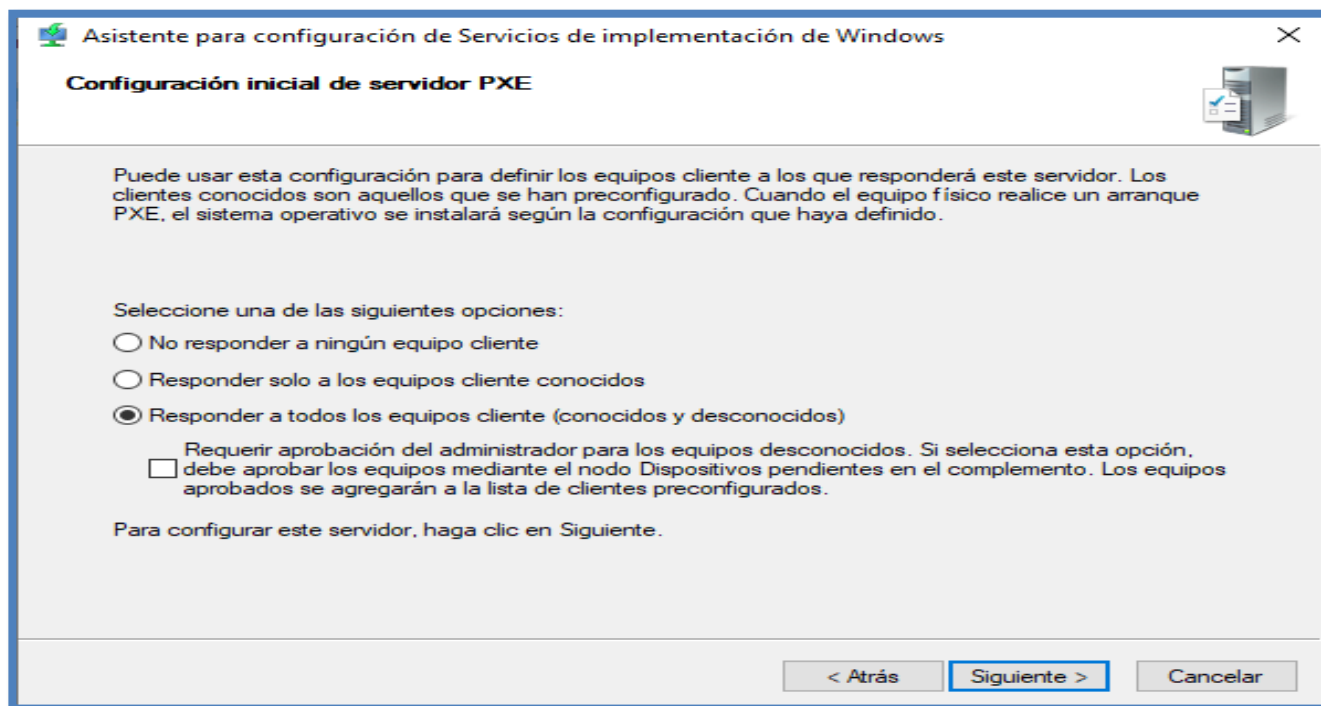 Asistente para configuración de Servicios de implementación de Windows
Configuración inicial de servidor PXE
Puede usar esta configuración para definir los equipos cliente a los que responderá este servidor. Los
clientes conocidos son aquellos que se han preconfigurado. Cuando el equipo físico realice un arranque
PXE, el sistema operativo se instalará según la configuración que haya definido.
Seleccione una de las siguientes opciones:
No responder a ningún equipo cliente
Responder solo a los equipos cliente conocidos
Responder a todos los equipos cliente (conocidos y desconocidos)
Requerir aprobación del administrador para los equipos desconocidos. Si selecciona esta opción,
debe aprobar los equipos mediante el nodo Dispositivos pendientes en el complemento. Los equipos
aprobados se agregarán a la lista de clientes preconfigurados.
Para configurar este servidor, haga clic en Siguiente.
< Atrás Siguiente > Cancelar